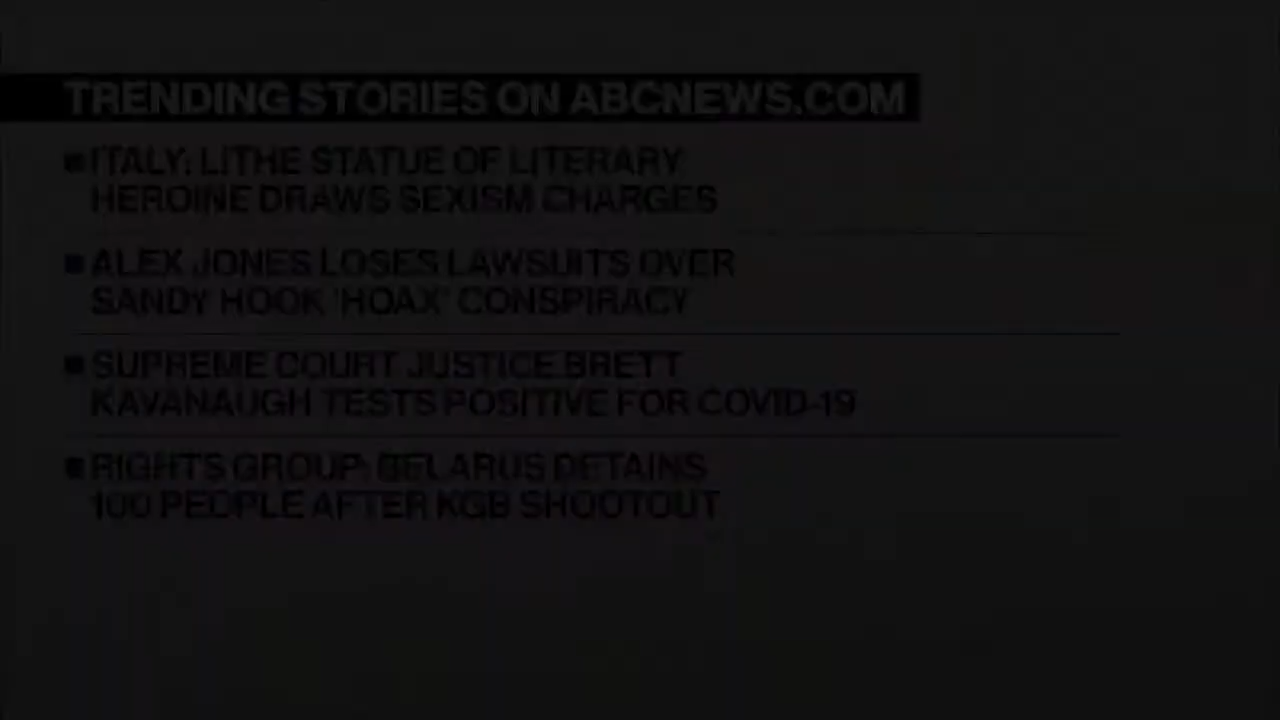 TRENDING STORIES ON ABCNEWS.COM
ITALY: LITHE STATUE OF LITERARY
HEROINE DRAWS SEXISM CHARGES
ALEX JONES LOSES LAWSUITS OVER
SANDY HOOK 'HOAX' CONSPIRACY
SUPREME COURT JUSTICE BRETT
KAVANAUGH TESTS POSITIVE FOR COVID-19
RIGHTS GROUP: BELARUS DETAINS
100 PEOPLE AFTER KGB SHOOTOUT